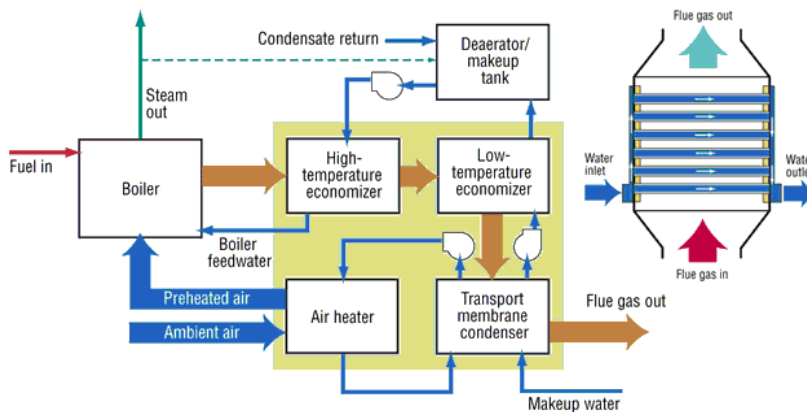 Condensate return
Deaerator/
makeup
tank
Flue gas out
Steam
out
Fuel in
Boiler
High-
temperature
economizer
Low-
temperature
economizer
Water
inlet
Boiler
feedwater
Preheated air
Ambient air
Air heater
Transport
membrane
condenser
Flue gas out
Makeup water
Flue gas in
outlet